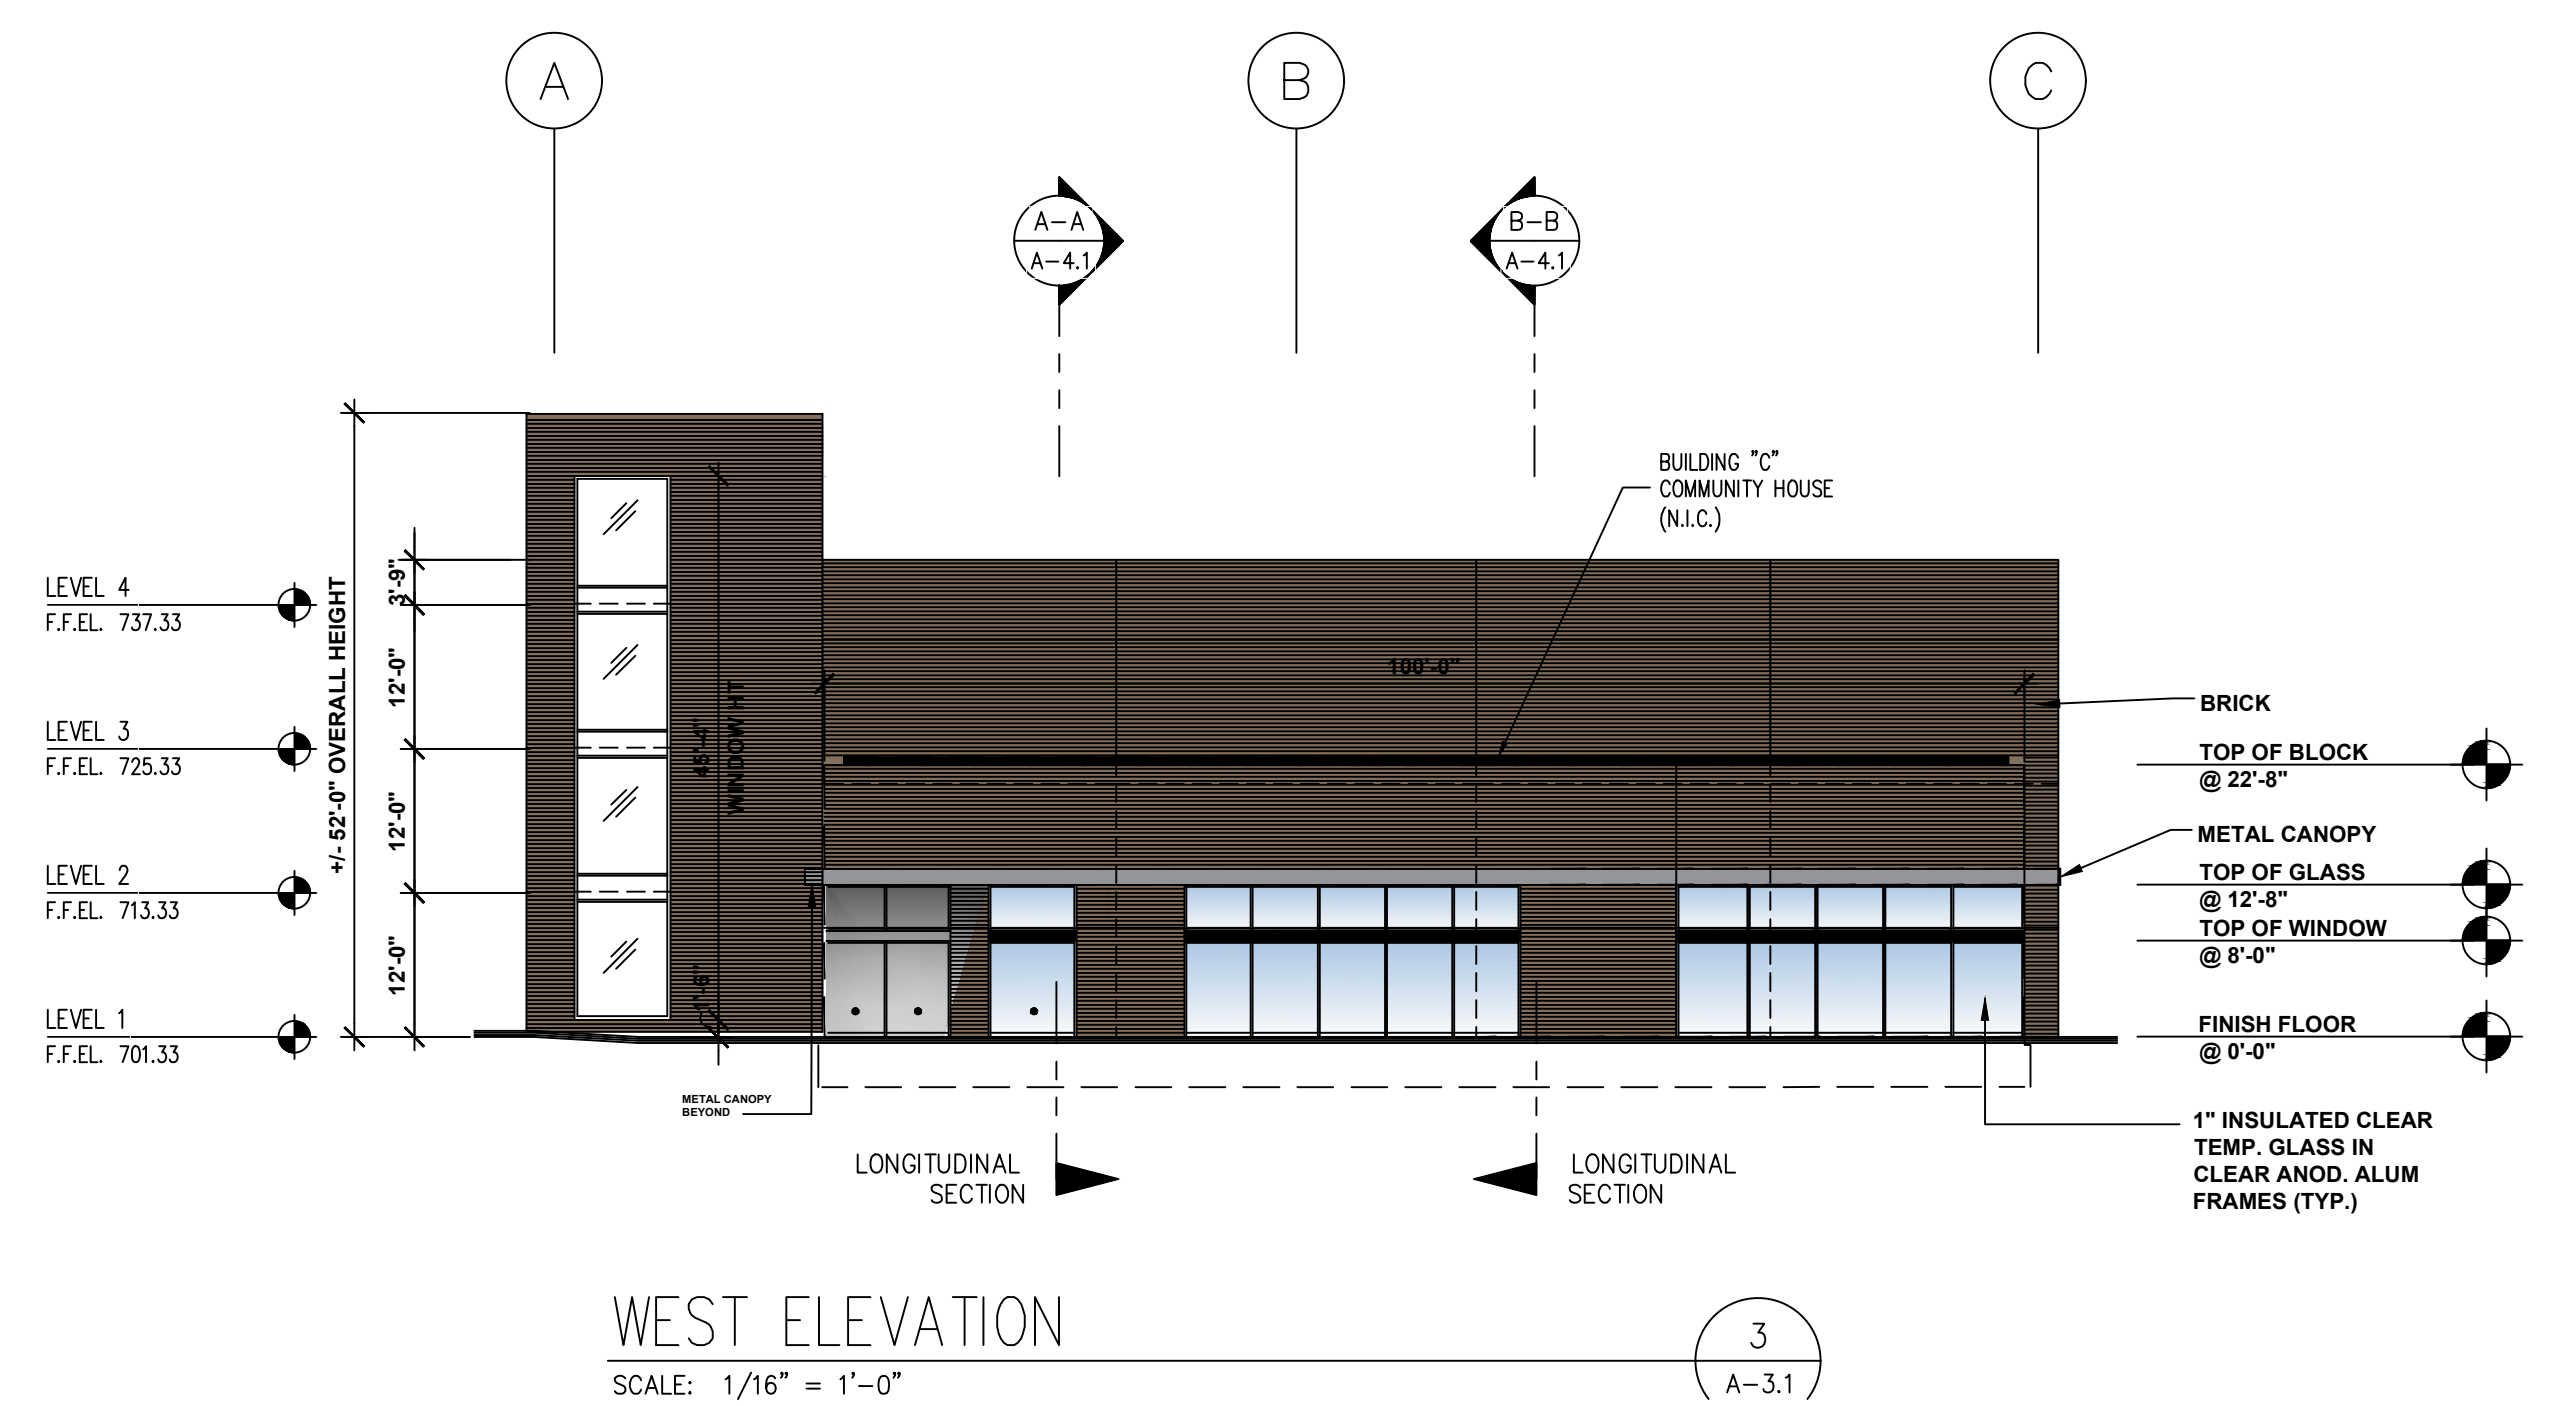 A
B
C
A-A
A-4.1
B-B
A-4.1
BUILDING "C"
COMMUNITY HOUSE
(N.I.C.)
LEVEL 4
F.F.EL. 737.33
LEVEL 3
F.F.EL. 725.33
LEVEL 2
F.F.EL. 713.33
LEVEL 1
F.F.EL. 701.33
+/- 52'-0" OVERALL HEIGHT
3'-9"
12'-0"
12'-0"
12'-0"
45'-4"
WINDOW HT
1'-6"
100'-0"
BRICK
TOP OF BLOCK
@ 22'-8"
METAL CANOPY
TOP OF GLASS
@ 12'-8"
TOP OF WINDOW
@ 8'-0"
FINISH FLOOR
@ 0'-0"
1" INSULATED CLEAR
TEMP. GLASS IN
CLEAR ANOD. ALUM
FRAMES (TYP.)
METAL CANOPY
BEYOND
LONGITUDINAL
SECTION
LONGITUDINAL
SECTION
WEST ELEVATION
SCALE: 1/16" = 1'-0"
3
A-3.1